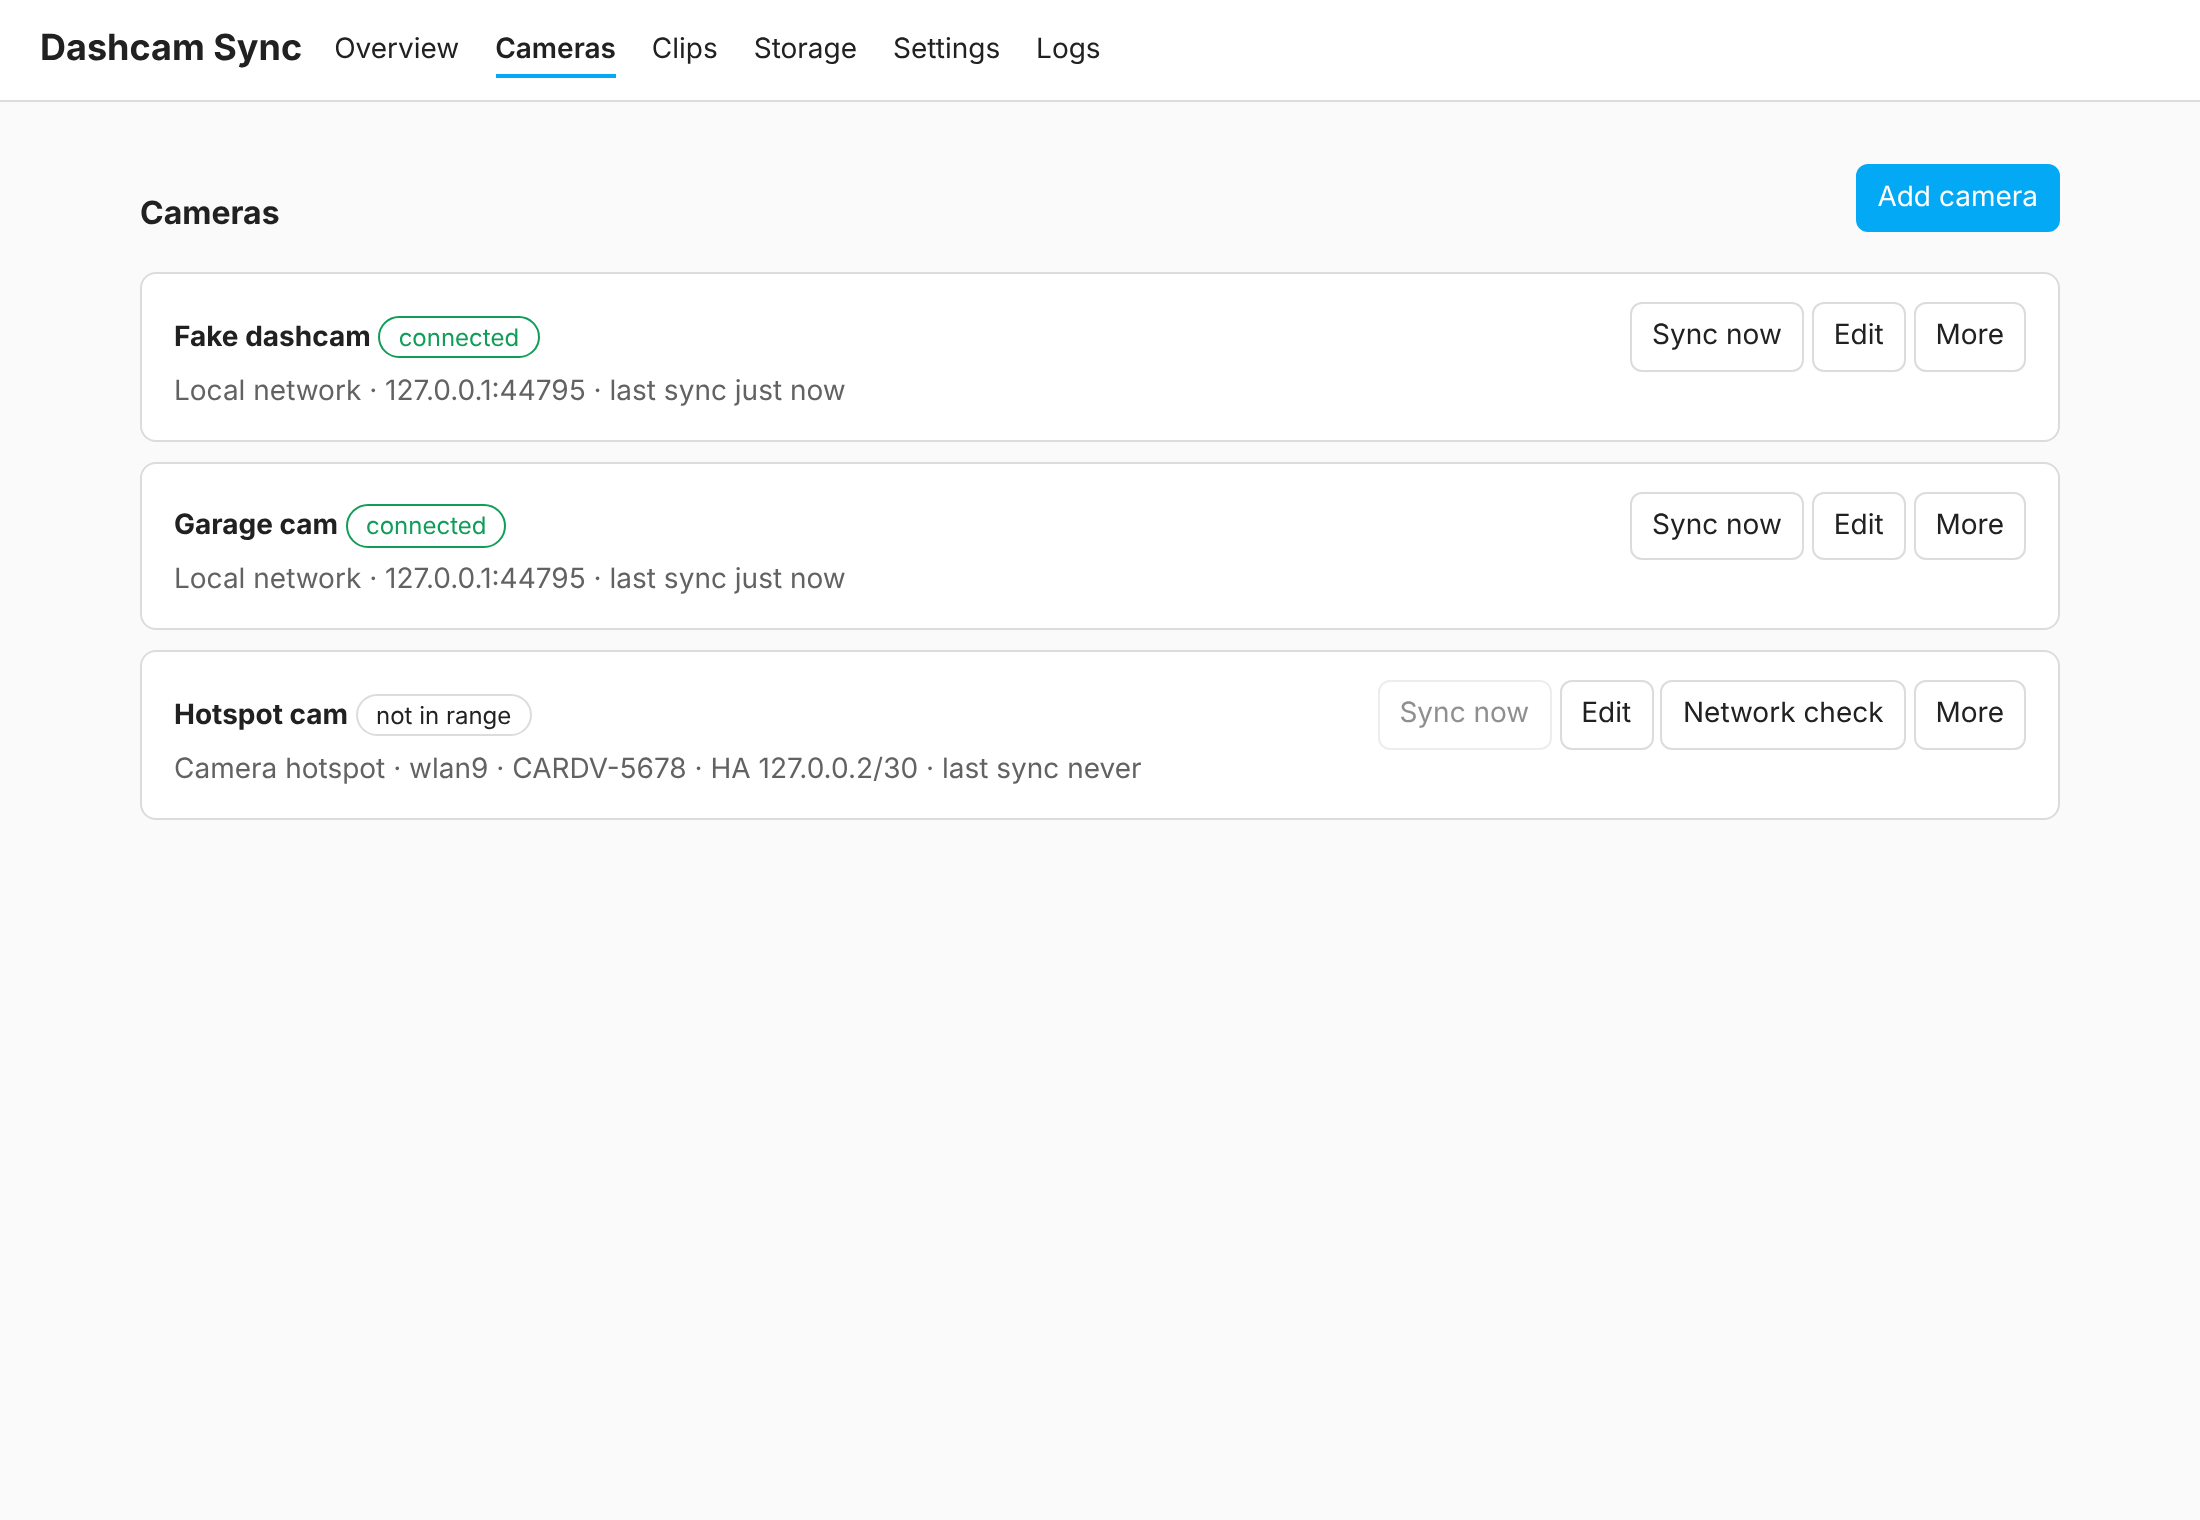 Dashcam Sync Overview Cameras Clips Storage Settings Logs
Cameras
Add camera
Fake dashcam connected
Sync now Edit More
Local network · 127.0.0.1:44795 · last sync just now
Garage cam connected
Sync now Edit More
Local network · 127.0.0.1:44795 · last sync just now
Hotspot cam not in range
Sync now Edit Network check More
Camera hotspot · wlan9 · CARDV-5678 · HA 127.0.0.2/30 · last sync never